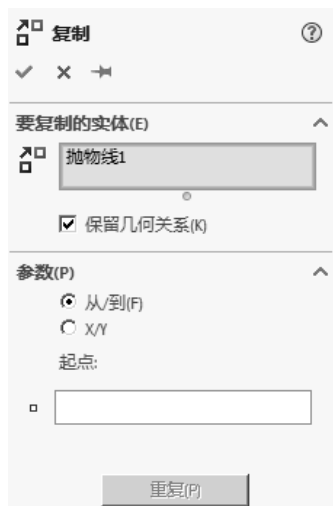 复制
要复制的实体(E)
抛物线1
保留几何关系(K)
参数(P)
从/到(F)
X/Y
起点:
重复(P)